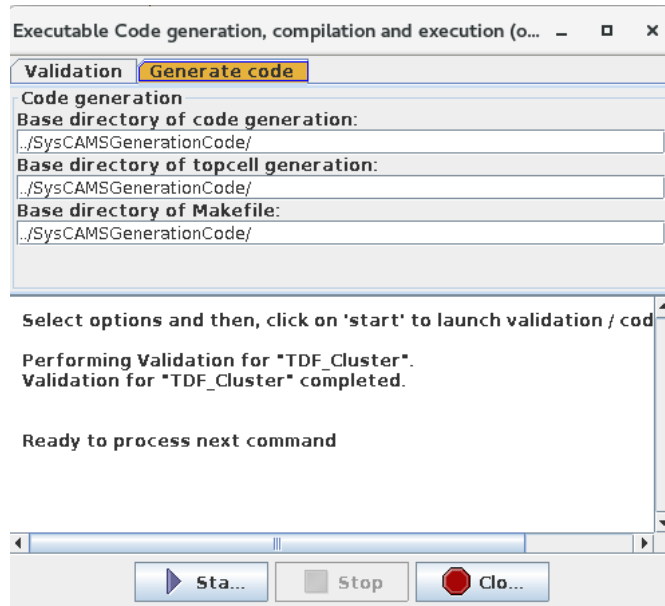 Executable Code generation, compilation and execution (o...
Validation Generate code
Code generation
Base directory of code generation:
../SysCAMSGenerationCode/
Base directory of topcell generation:
../SysCAMSGenerationCode/
Base directory of Makefile:
../SysCAMSGenerationCode/
Select options and then, click on 'start' to launch validation / cod
Performing Validation for "TDF_Cluster".
Validation for "TDF_Cluster" completed.
Ready to process next command
Sta... Stop Clo...